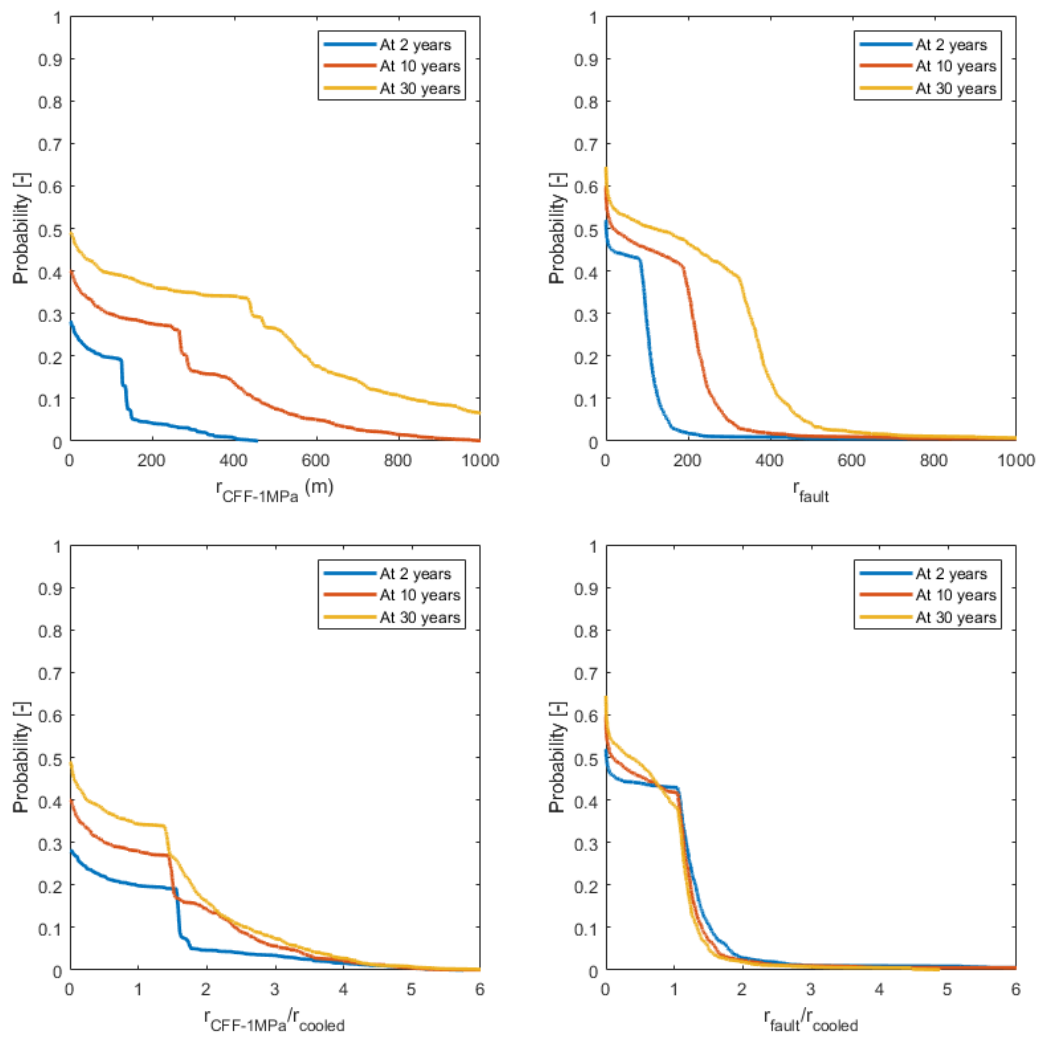 1
0.9
0.8
0.7
0.6
0.5
0.4
0.3
0.2
0.1
0
Probability [-]
At 2 years
At 10 years
At 30 years
0 200 400 600 800 1000
r_CFF-1MPa (m)
1
0.9
0.8
0.7
0.6
0.5
0.4
0.3
0.2
0.1
0
Probability [-]
At 2 years
At 10 years
At 30 years
0 200 400 600 800 1000
r_fault
1
0.9
0.8
0.7
0.6
0.5
0.4
0.3
0.2
0.1
0
Probability [-]
At 2 years
At 10 years
At 30 years
0 1 2 3 4 5 6
r_CFF-1MPa/r_cooled
1
0.9
0.8
0.7
0.6
0.5
0.4
0.3
0.2
0.1
0
Probability [-]
At 2 years
At 10 years
At 30 years
0 1 2 3 4 5 6
r_fault/r_cooled